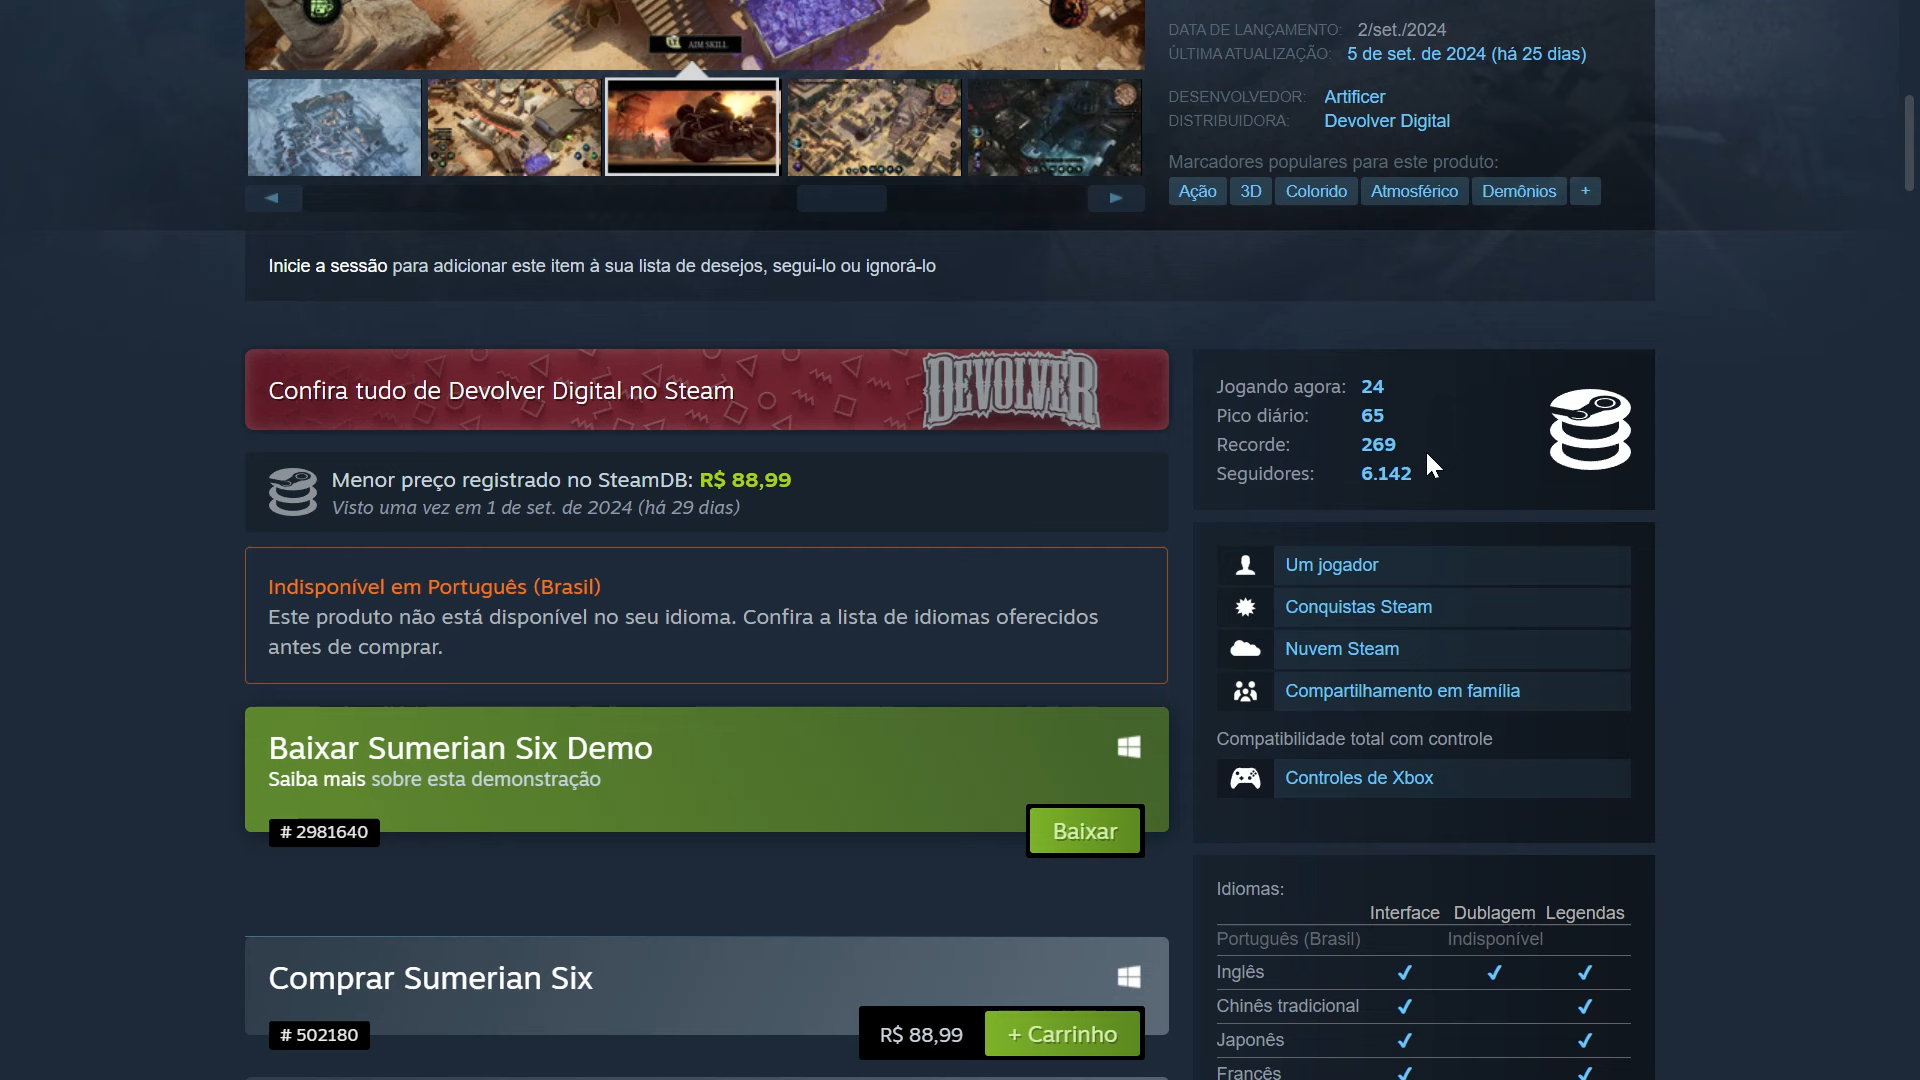 AIM SKILL
DATA DE LANÇAMENTO: 2/set./2024
ÚLTIMA ATUALIZAÇÃO: 5 de set. de 2024 (há 25 dias)
DESENVOLVEDOR: Artificer
DISTRIBUIDORA: Devolver Digital
Marcadores populares para este produto:
Ação 3D Colorido Atmosférico Demônios +
Inicie a sessão para adicionar este item à sua lista de desejos, segui-lo ou ignorá-lo
Confira tudo de Devolver Digital no Steam
DEVOLVER
Menor preço registrado no SteamDB: R$ 88,99
Visto uma vez em 1 de set. de 2024 (há 29 dias)
Indisponível em Português (Brasil)
Este produto não está disponível no seu idioma. Confira a lista de idiomas oferecidos
antes de comprar.
Baixar Sumerian Six Demo
Saiba mais sobre esta demonstração
# 2981640
Baixar
Comprar Sumerian Six
# 502180
R$ 88,99 + Carrinho
Jogando agora: 24
Pico diário: 65
Recorde: 269
Seguidores: 6.142
Um jogador
Conquistas Steam
Nuvem Steam
Compartilhamento em família
Compatibilidade total com controle
Controles de Xbox
Idiomas:
Interface Dublagem Legendas
Português (Brasil) Indisponível
Inglês ✔ ✔ ✔
Chinês tradicional ✔ ✔
Japonês ✔ ✔
Francês ✔ ✔